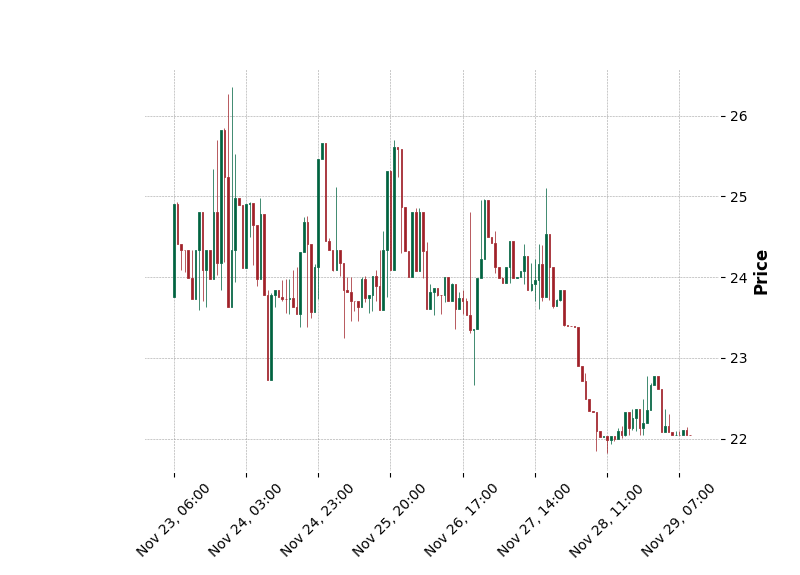 26
25
24
23
22
Price
Nov 23, 06:00
Nov 24, 03:00
Nov 24, 23:00
Nov 25, 20:00
Nov 26, 17:00
Nov 27, 14:00
Nov 28, 11:00
Nov 29, 07:00